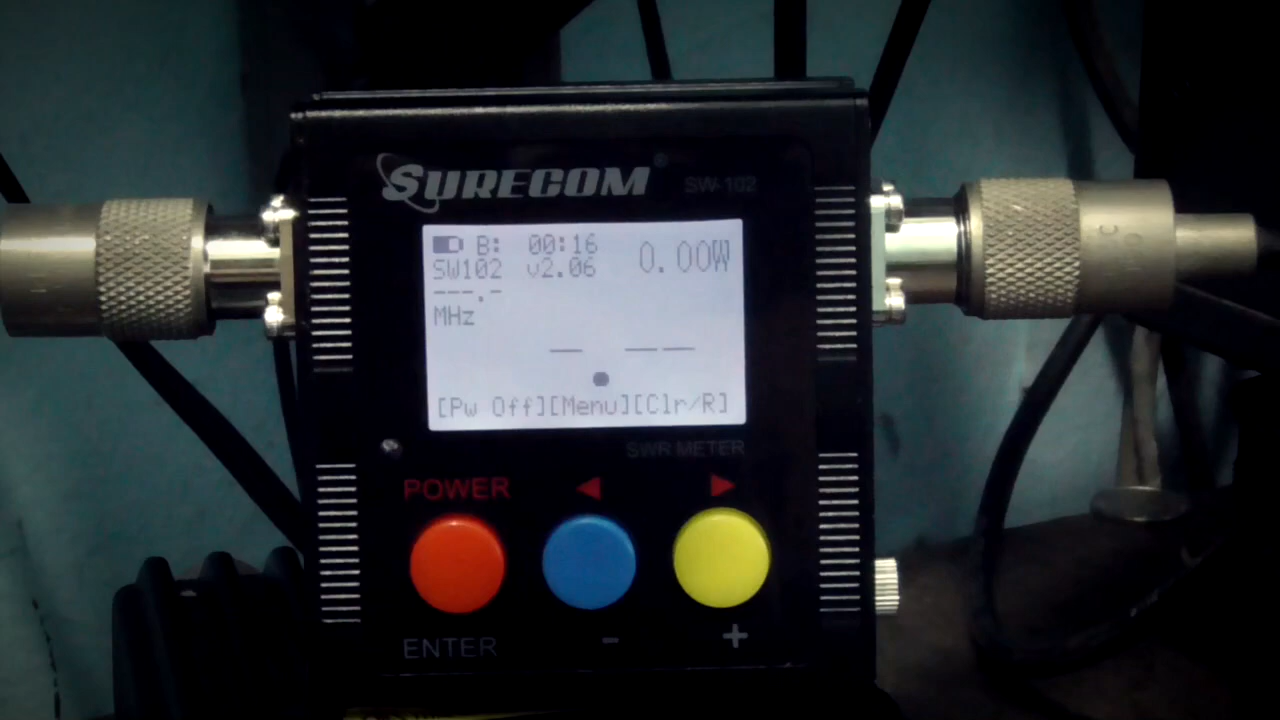 SURECOM®
SW-102
B: 00:16 0.00W
SW102 v2.06
---.-
MHz
- . --
[Pw Off][Menu][Clr/R]
SWR METER
POWER ◀ ▶
ENTER - +